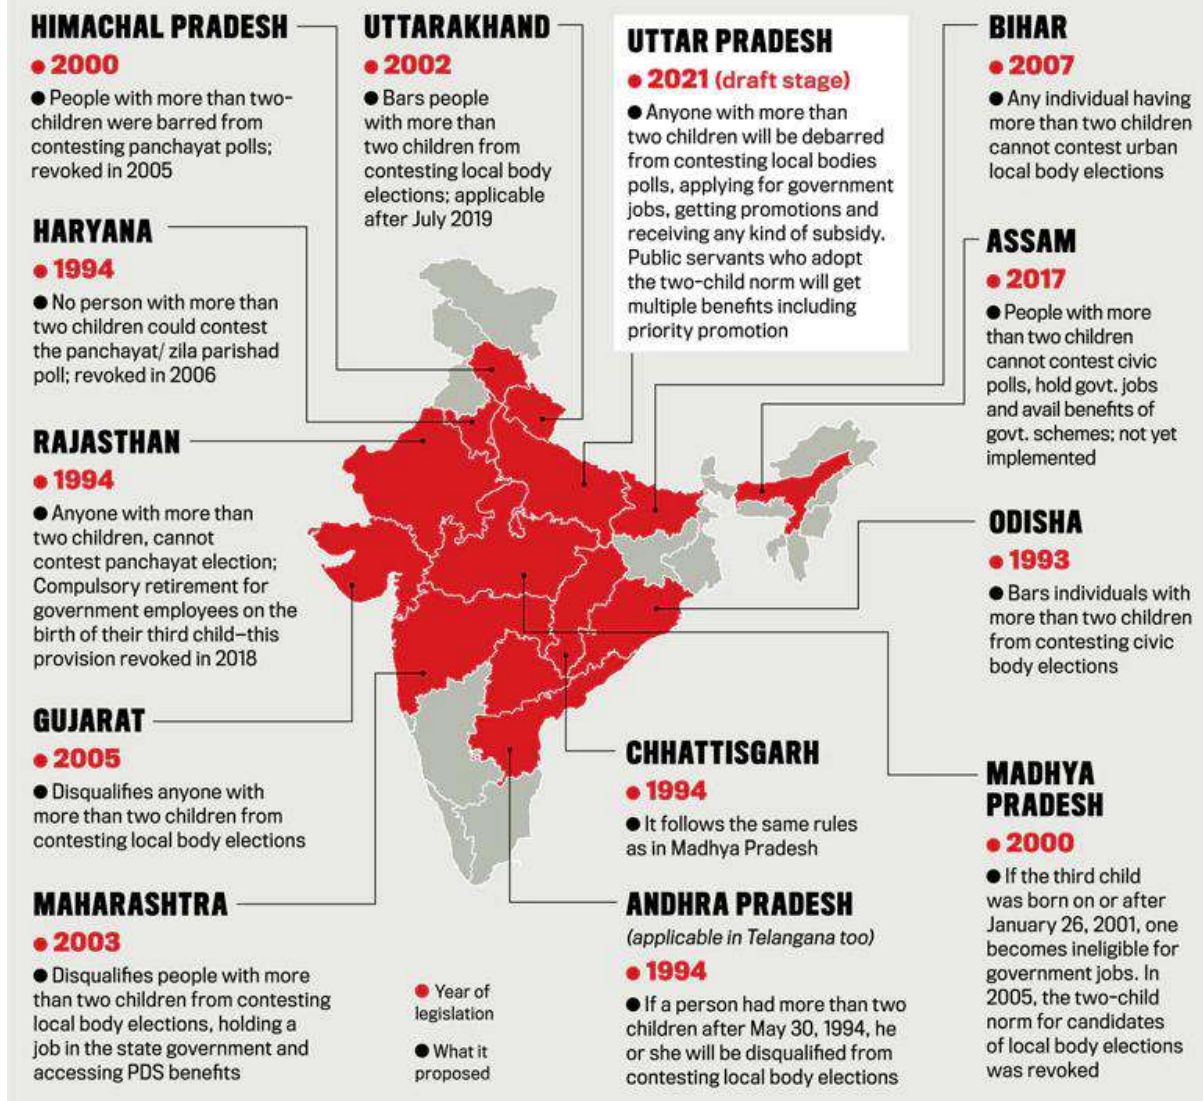 HIMACHAL PRADESH
● 2000
● People with more than two-
children were barred from
contesting panchayat polls;
revoked in 2005
UTTARAKHAND
● 2002
● Bars people
with more than
two children from
contesting local body
elections; applicable
after July 2019
UTTAR PRADESH
● 2021 (draft stage)
● Anyone with more than
two children will be debarred
from contesting local bodies
polls, applying for government
jobs, getting promotions and
receiving any kind of subsidy.
Public servants who adopt
the two-child norm will get
multiple benefits including
priority promotion
BIHAR
● 2007
● Any individual having
more than two children
cannot contest urban
local body elections
HARYANA
● 1994
● No person with more than
two children could contest
the panchayat/ zila parishad
poll; revoked in 2006
ASSAM
● 2017
● People with more
than two children
cannot contest civic
polls, hold govt. jobs
and avail benefits of
govt. schemes; not yet
implemented
RAJASTHAN
● 1994
● Anyone with more than
two children, cannot
contest panchayat election;
Compulsory retirement for
government employees on the
birth of their third child—this
provision revoked in 2018
ODISHA
● 1993
● Bars individuals with
more than two children
from contesting civic
body elections
GUJARAT
● 2005
● Disqualifies anyone with
more than two children from
contesting local body elections
CHHATTISGARH
● 1994
● It follows the same rules
as in Madhya Pradesh
MADHYA
PRADESH
● 2000
● If the third child
was born on or after
January 26, 2001, one
becomes ineligible for
government jobs. In
2005, the two-child
norm for candidates
of local body elections
was revoked
MAHARASHTRA
● 2003
● Disqualifies people with more
than two children from contesting
local body elections, holding a
job in the state government and
accessing PDS benefits
ANDHRA PRADESH
(applicable in Telangana too)
● 1994
● If a person had more than two
children after May 30, 1994, he
or she will be disqualified from
contesting local body elections
● Year of
legislation
● What it
proposed